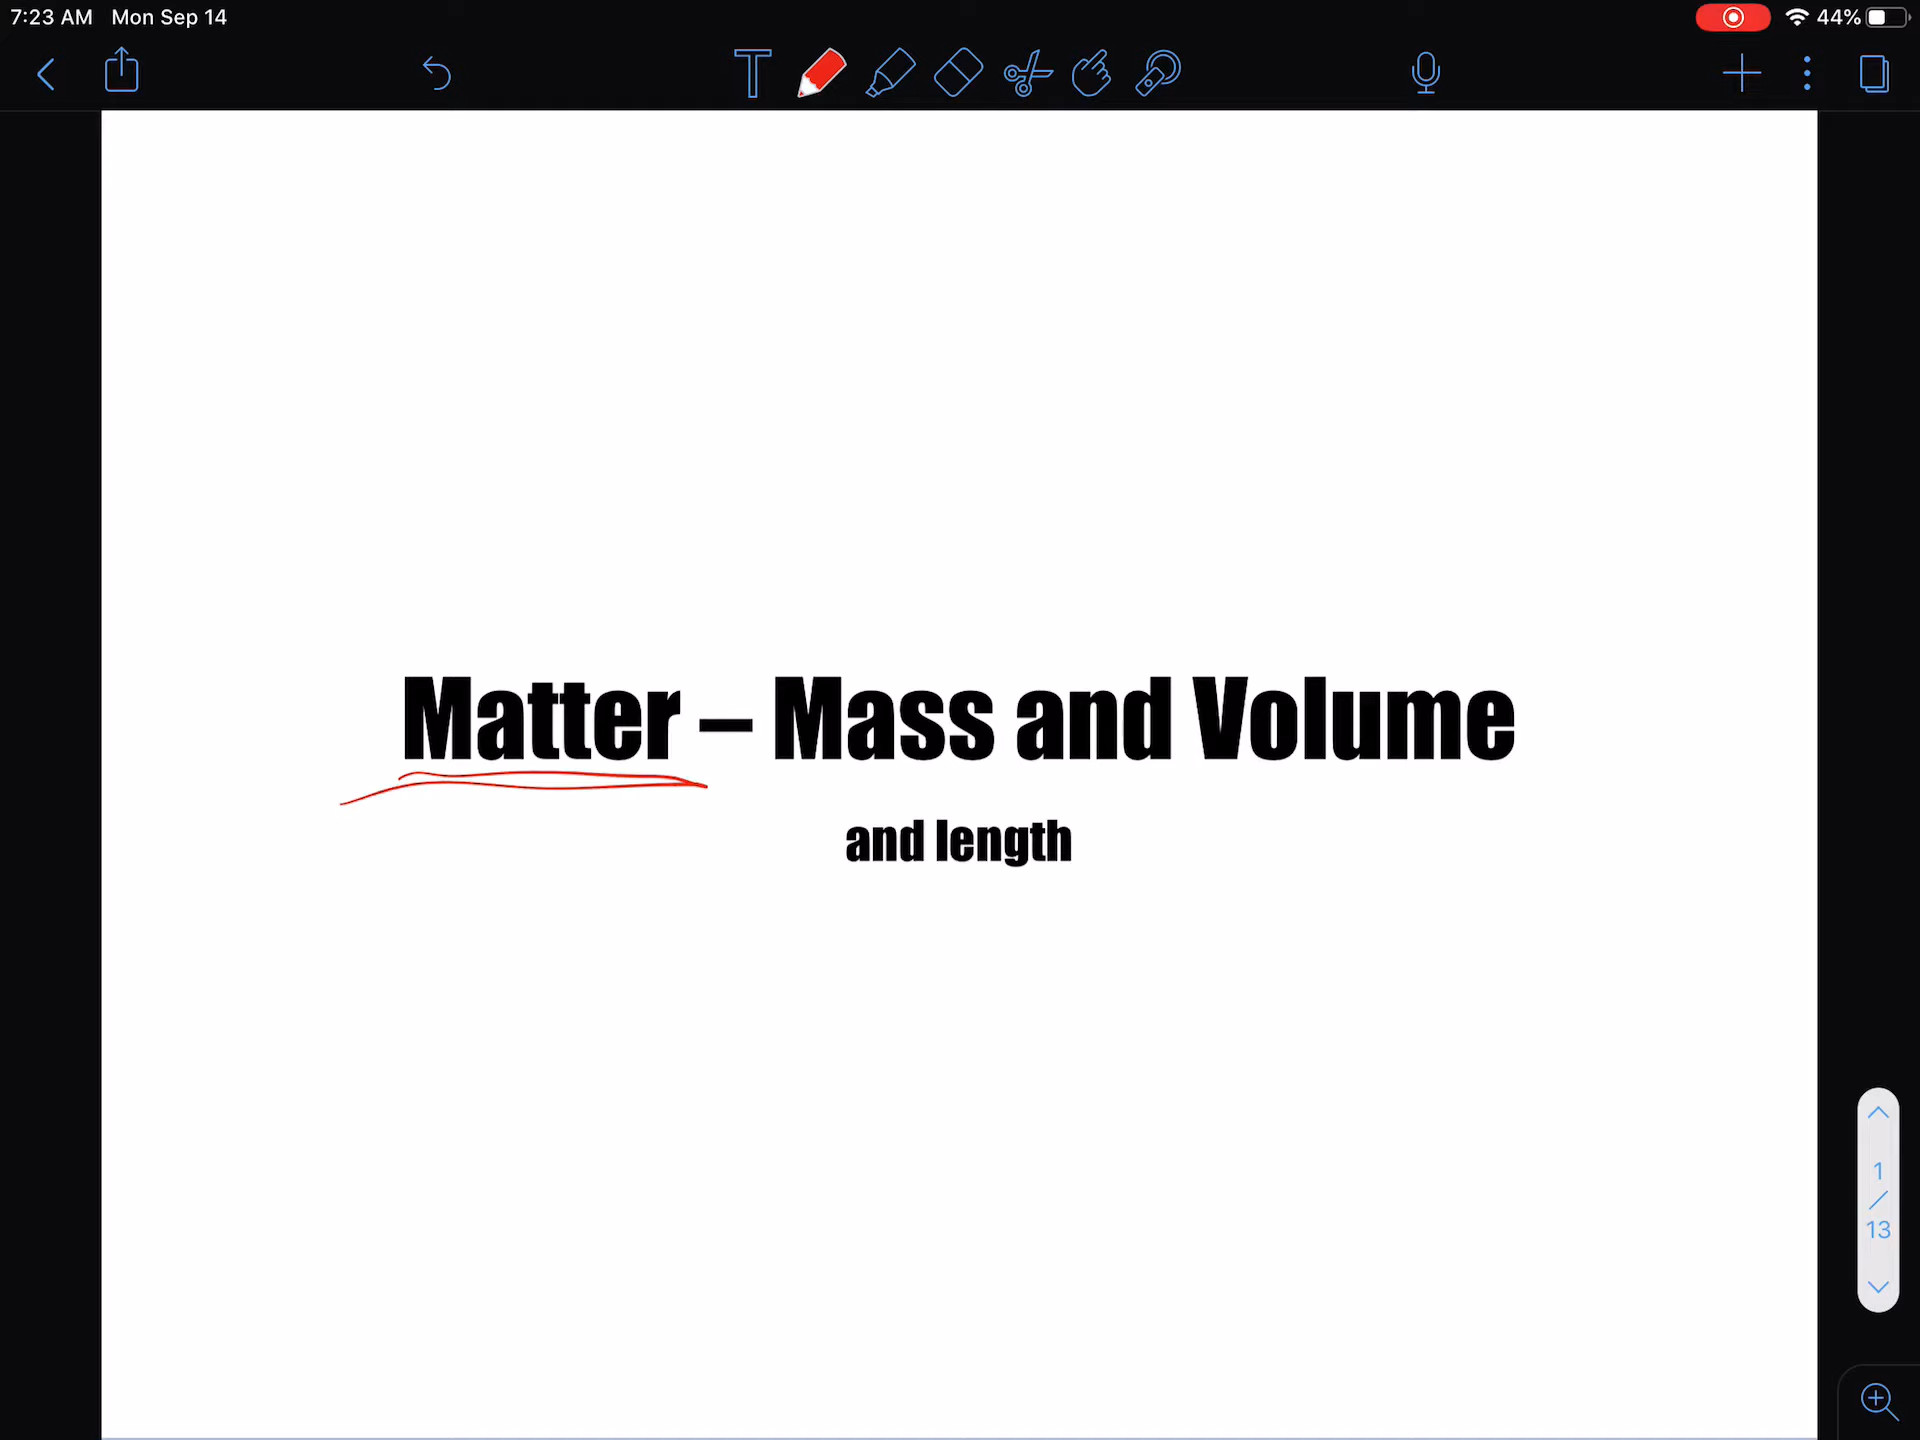 7:23 AM Mon Sep 14
44%
T
Matter – Mass and Volume
and length
1
/
13